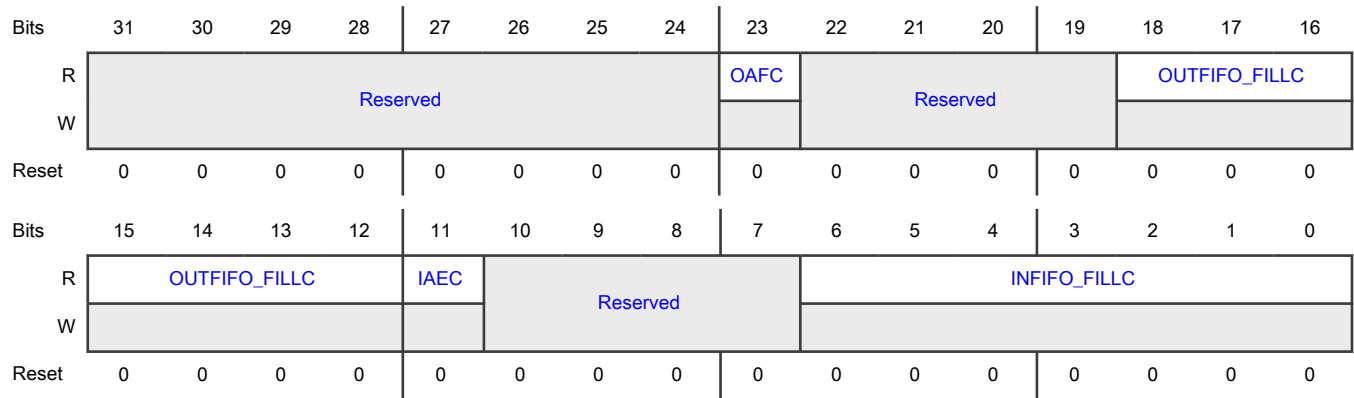 Bits 31 30 29 28 27 26 25 24 23 22 21 20 19 18 17 16
R OAFC OUTFIFO_FILLC
Reserved Reserved
W
Reset 0 0 0 0 0 0 0 0 0 0 0 0 0 0 0 0
Bits 15 14 13 12 11 10 9 8 7 6 5 4 3 2 1 0
R OUTFIFO_FILLC IAEC INFIFO_FILLC
Reserved
W
Reset 0 0 0 0 0 0 0 0 0 0 0 0 0 0 0 0